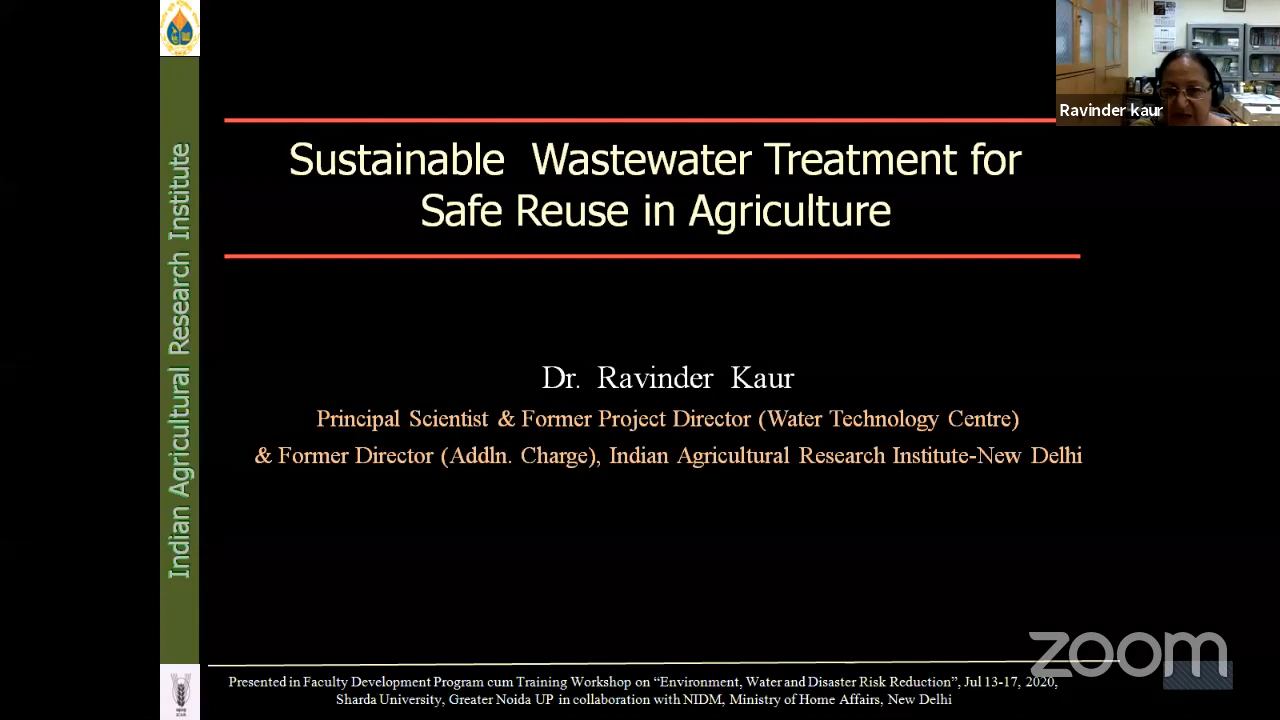 Ravinder kaur
Sustainable Wastewater Treatment for
Safe Reuse in Agriculture
Indian Agricultural Research Institute
Dr. Ravinder Kaur
Principal Scientist & Former Project Director (Water Technology Centre)
& Former Director (Addln. Charge), Indian Agricultural Research Institute-New Delhi
zoom
Presented in Faculty Development Program cum Training Workshop on “Environment, Water and Disaster Risk Reduction”, Jul 13-17, 2020,
Sharda University, Greater Noida UP in collaboration with NIDM, Ministry of Home Affairs, New Delhi